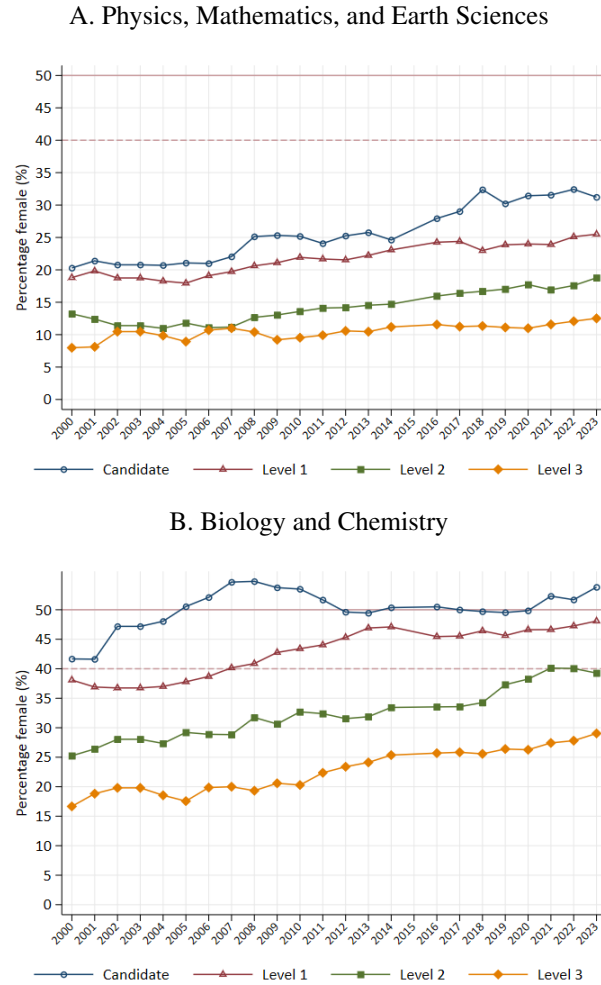 A. Physics, Mathematics, and Earth Sciences
Percentage female (%)
50
45
40
35
30
25
20
15
10
5
0
2000 2001 2002 2003 2004 2005 2006 2007 2008 2009 2010 2011 2012 2013 2014 2016 2017 2018 2019 2020 2021 2022 2023
Candidate Level 1 Level 2 Level 3
B. Biology and Chemistry
Percentage female (%)
50
45
40
35
30
25
20
15
10
5
0
2000 2001 2002 2003 2004 2005 2006 2007 2008 2009 2010 2011 2012 2013 2014 2016 2017 2018 2019 2020 2021 2022 2023
Candidate Level 1 Level 2 Level 3